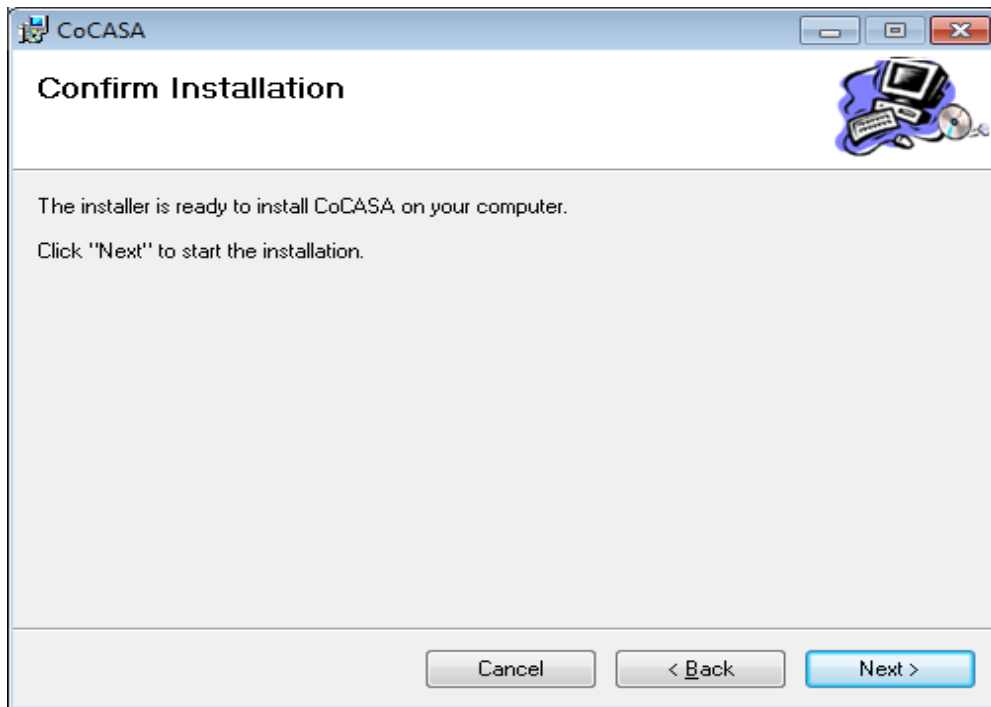 CoCASA
Confirm Installation
The installer is ready to install CoCASA on your computer.
Click "Next" to start the installation.
Cancel
< Back
Next >